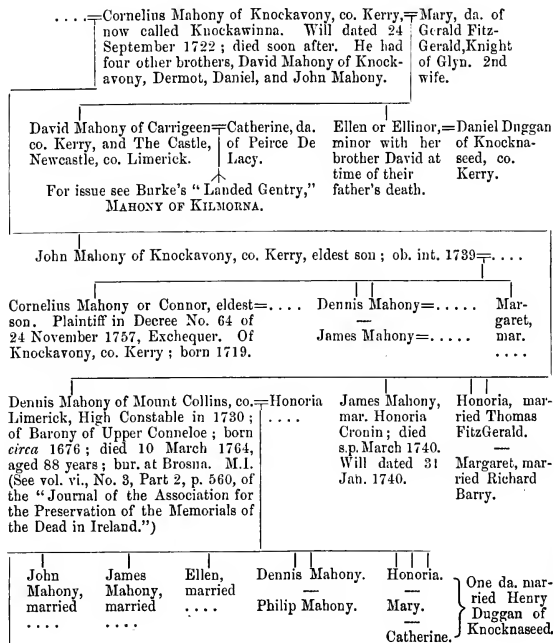 . . . . = Cornelius Mahony of Knockavony, co. Kerry, = Mary, da. of
now called Knockawinna. Will dated 24 Gerald Fitz-
September 1722 ; died soon after. He had Gerald, Knight
four other brothers, David Mahony of Knock- of Glyn. 2nd
avony, Dermot, Daniel, and John Mahony. wife.
David Mahony of Carrigeen = Catherine, da.
co. Kerry, and The Castle, of Peirce De
Newcastle, co. Limerick. Lacy.
For issue see Burke's "Landed Gentry,"
MAHONY OF KILMORNA.
Ellen or Ellinor, = Daniel Duggan
minor with her of Knockna-
brother David at seed, co.
time of their Kerry.
father's death.
John Mahony of Knockavony, co. Kerry, eldest son ; ob. int. 1739 = . . . .
Cornelius Mahony or Connor, eldest = . . . .
son. Plaintiff in Decree No. 64 of
24 November 1757, Exchequer. Of
Knockavony, co. Kerry ; born 1719.
Dennis Mahony = . . . . .
—
James Mahony = . . . . .
Mar-
garet,
mar.
. . . .
Dennis Mahony of Mount Collins, co. = Honoria
Limerick, High Constable in 1730 ; . . . .
of Barony of Upper Conneloe ; born
circa 1676 ; died 10 March 1764,
aged 88 years ; bur. at Brosna. M.I.
(See vol. vi., No. 3, Part 2, p. 560, of
the "Journal of the Association for
the Preservation of the Memorials of
the Dead in Ireland.")
James Mahony,
mar. Honoria
Cronin ; died
s.p. March 1740.
Will dated 31
Jan. 1740.
Honoria, mar-
ried Thomas
FitzGerald.
—
Margaret, mar-
ried Richard
Barry.
John
Mahony,
married
. . . .
James
Mahony,
married
. . . .
Ellen,
married
. . . .
Dennis Mahony.
—
Philip Mahony.
Honoria.
—
Mary.
—
Catherine.
One da. mar-
ried Henry
Duggan of
Knocknaseed.